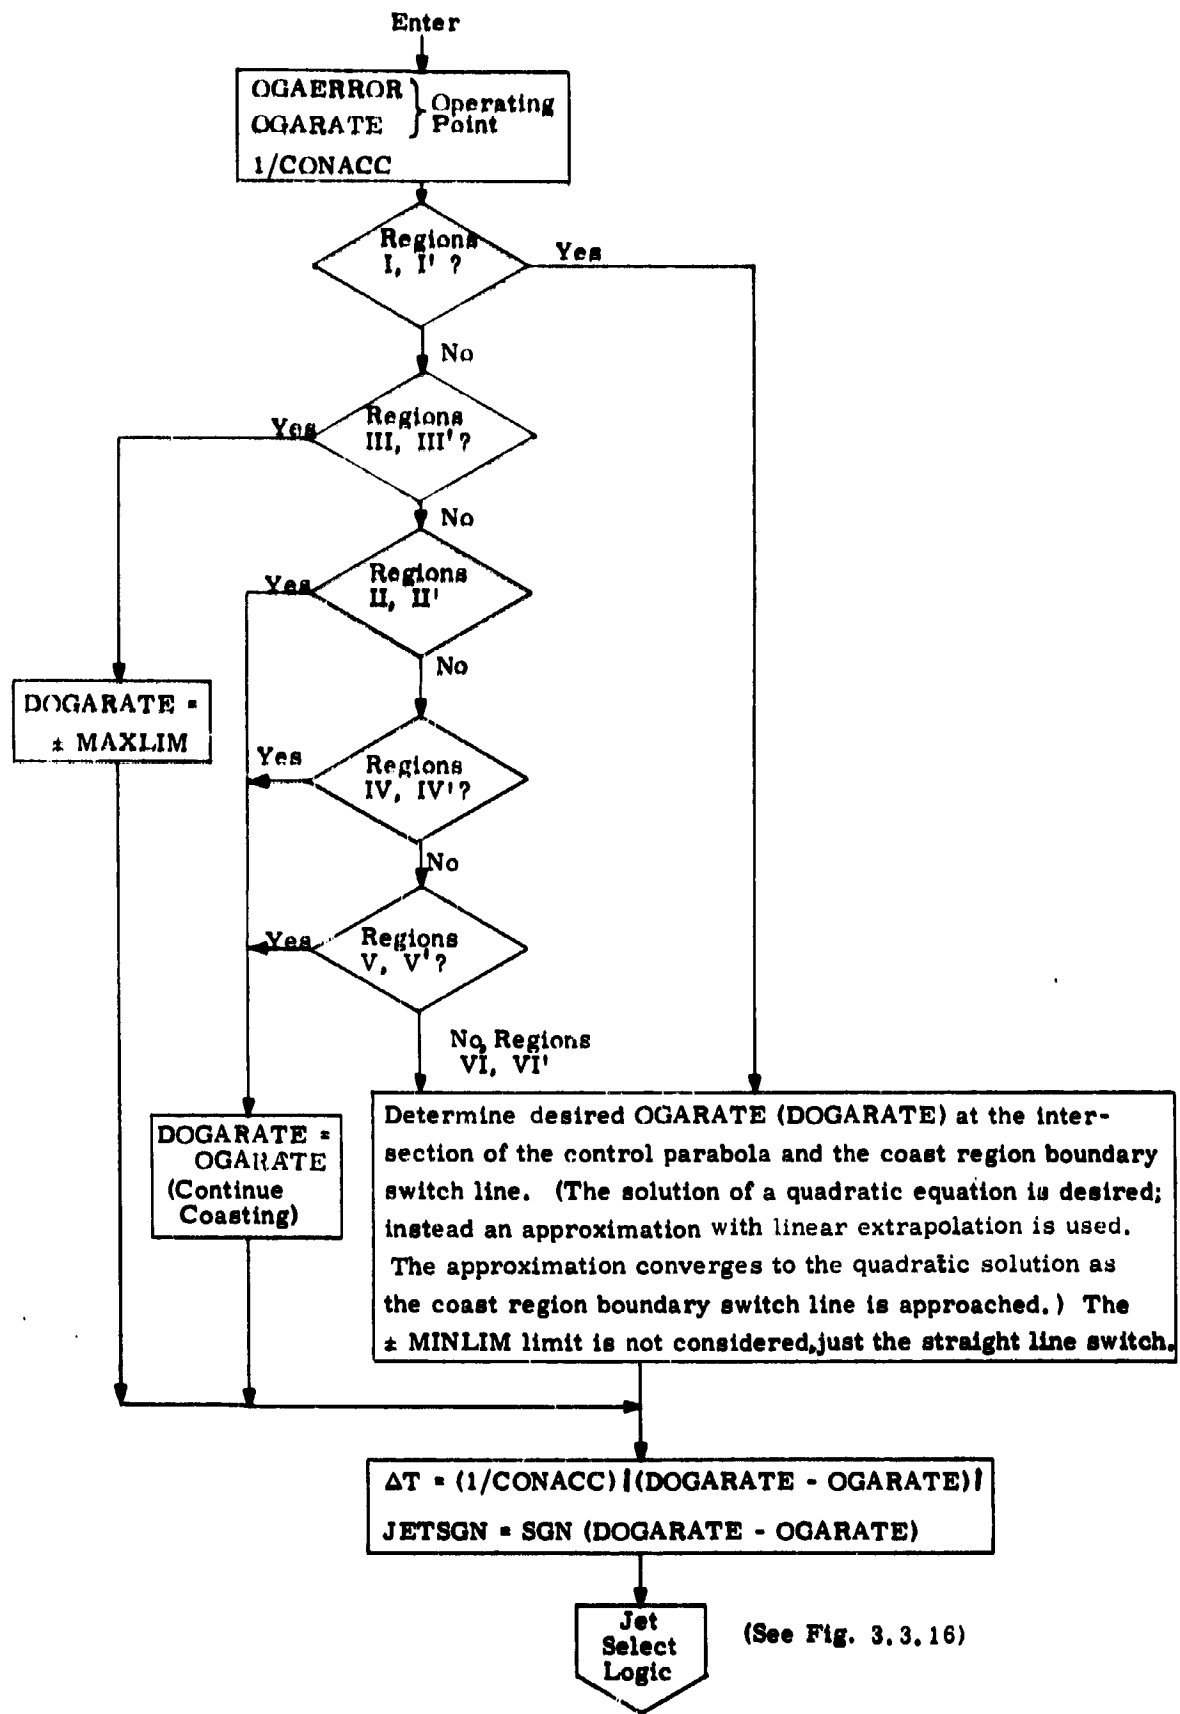 Enter
OGAERROR
OGARATE
Operating
Point
1/CONACC
Regions
I, I' ?
Yes
No
Regions
III, III' ?
Yes
No
Regions
II, II'
Yes
No
Regions
IV, IV' ?
Yes
No
Regions
V, V' ?
Yes
No, Regions
VI, VI'
DOGARATE =
± MAXLIM
DOGARATE =
OGARATE
(Continue
Coasting)
Determine desired OGARATE (DOGARATE) at the inter-
section of the control parabola and the coast region boundary
switch line. (The solution of a quadratic equation is desired;
instead an approximation with linear extrapolation is used.
The approximation converges to the quadratic solution as
the coast region boundary switch line is approached.) The
± MINLIM limit is not considered, just the straight line switch.
ΔT = (1/CONACC) |(DOGARATE - OGARATE)|
JETSGN = SGN (DOGARATE - OGARATE)
Jet
Select
Logic
(See Fig. 3.3.16)